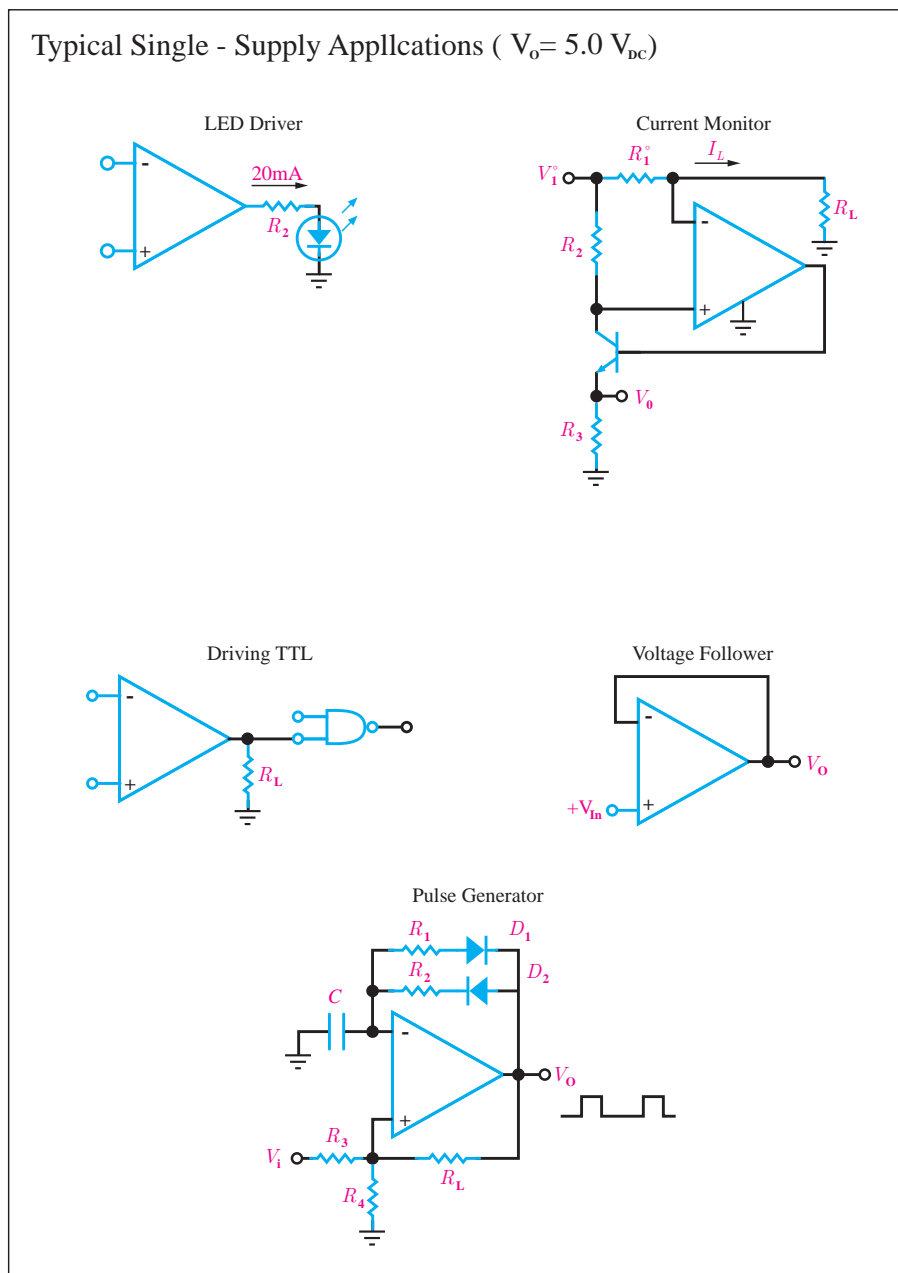 Typical Single - Supply Appllcations ( Vo= 5.0 VDC)
LED Driver
-
+
20mA
R2
Current Monitor
V1°
R1°
IL
RL
R2
-
+
V0
R3
Driving TTL
-
+
RL
Voltage Follower
-
+
+VIn
VO
Pulse Generator
R1
D1
R2
D2
C
-
+
VO
Vi
R3
RL
R4